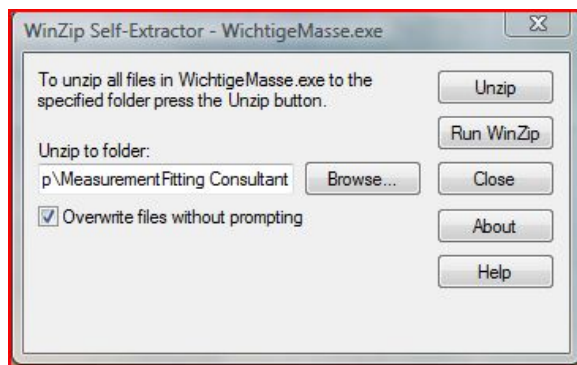 WinZip Self-Extractor - WichtigeMasse.exe
To unzip all files in WichtigeMasse.exe to the
specified folder press the Unzip button.
Unzip to folder:
p\MeasurementFitting Consultant
Browse...
Overwrite files without prompting
Unzip
Run WinZip
Close
About
Help